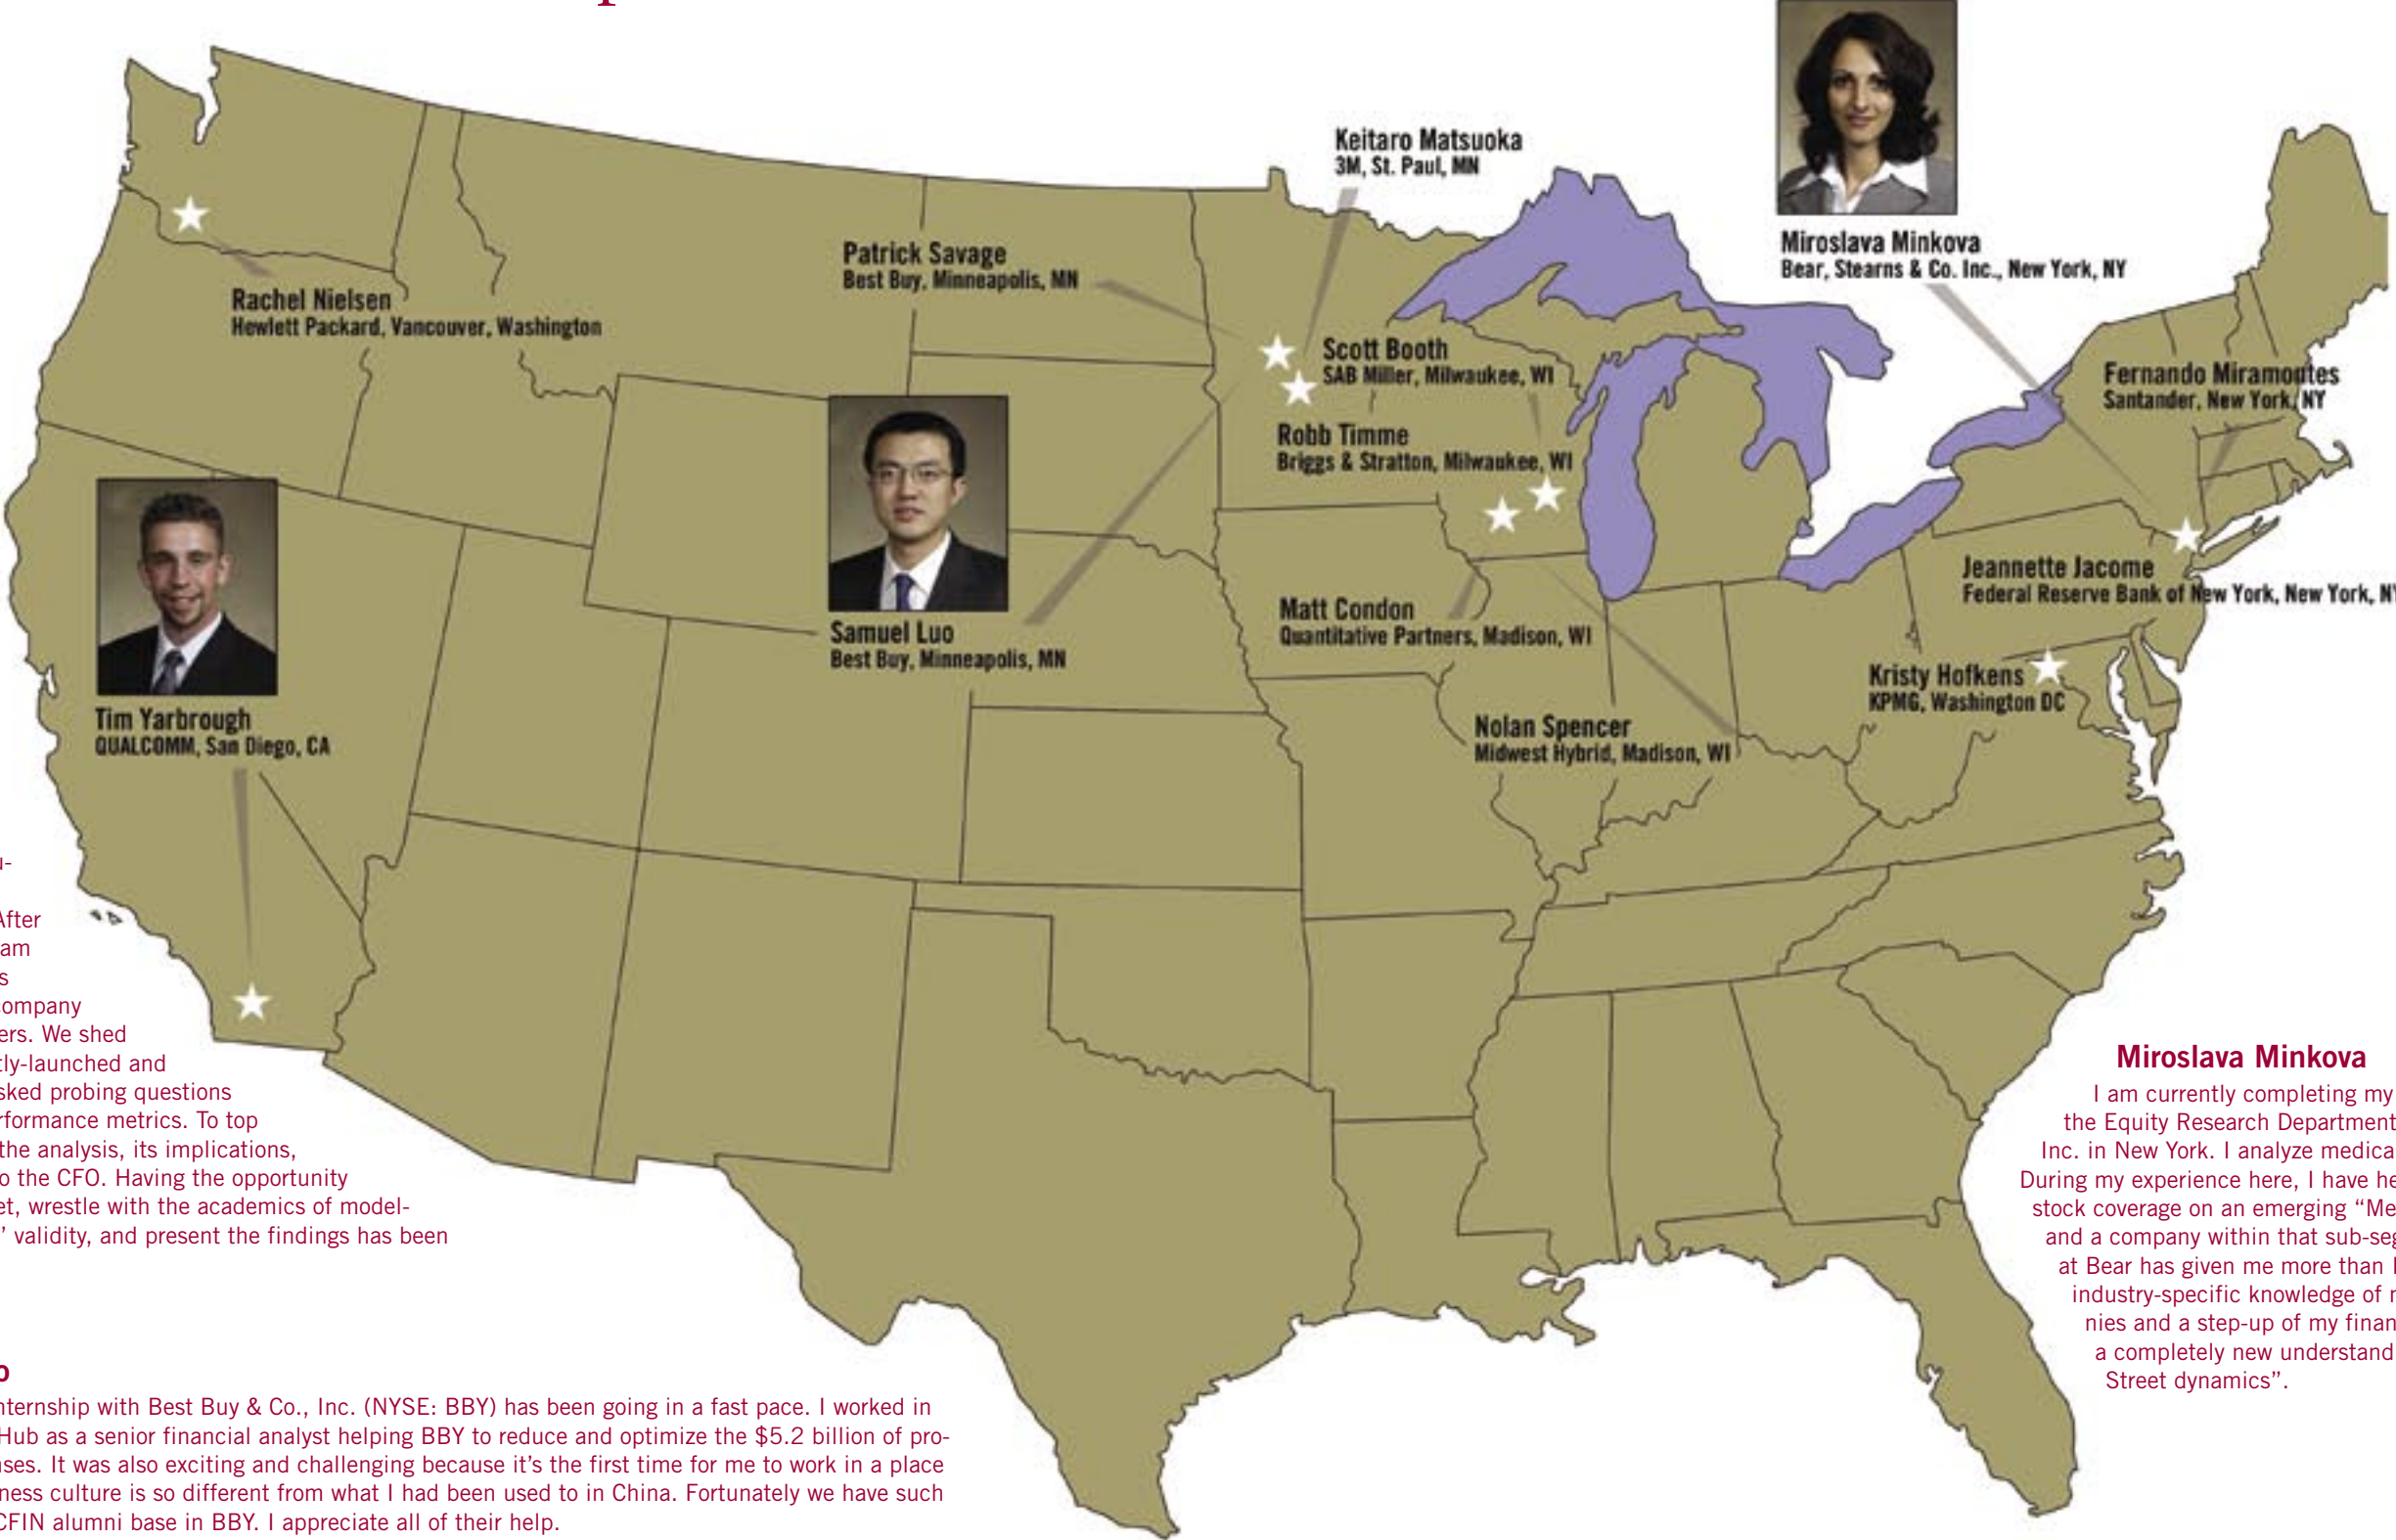 Keitaro Matsuoka
3M, St. Paul, MN
Miroslava Minkova
Bear, Stearns & Co. Inc., New York, NY
Patrick Savage
Best Buy, Minneapolis, MN
Rachel Nielsen
Hewlett Packard, Vancouver, Washington
Scott Booth
SAB Miller, Milwaukee, WI
Fernando Miramoutes
Santander, New York, NY
Robb Timme
Briggs & Stratton, Milwaukee, WI
Jeannette Jacome
Federal Reserve Bank of New York, New York, NY
Matt Condon
Quantitative Partners, Madison, WI
Samuel Luo
Best Buy, Minneapolis, MN
Kristy Hofkens
KPMG, Washington DC
Tim Yarbrough
QUALCOMM, San Diego, CA
Nolan Spencer
Midwest Hybrid, Madison, WI
After
am
s
company
ers. We shed
tly-launched and
sked probing questions
rformance metrics. To top
the analysis, its implications,
o the CFO. Having the opportunity
et, wrestle with the academics of model-
' validity, and present the findings has been
Miroslava Minkova
I am currently completing my
the Equity Research Department
Inc. in New York. I analyze medica
During my experience here, I have he
stock coverage on an emerging “Me
and a company within that sub-seg
at Bear has given me more than
industry-specific knowledge of
nies and a step-up of my finan
a completely new understand
Street dynamics”.
o
nternship with Best Buy & Co., Inc. (NYSE: BBY) has been going in a fast pace. I worked in
Hub as a senior financial analyst helping BBY to reduce and optimize the $5.2 billion of pro-
ses. It was also exciting and challenging because it’s the first time for me to work in a place
ness culture is so different from what I had been used to in China. Fortunately we have such
CFIN alumni base in BBY. I appreciate all of their help.